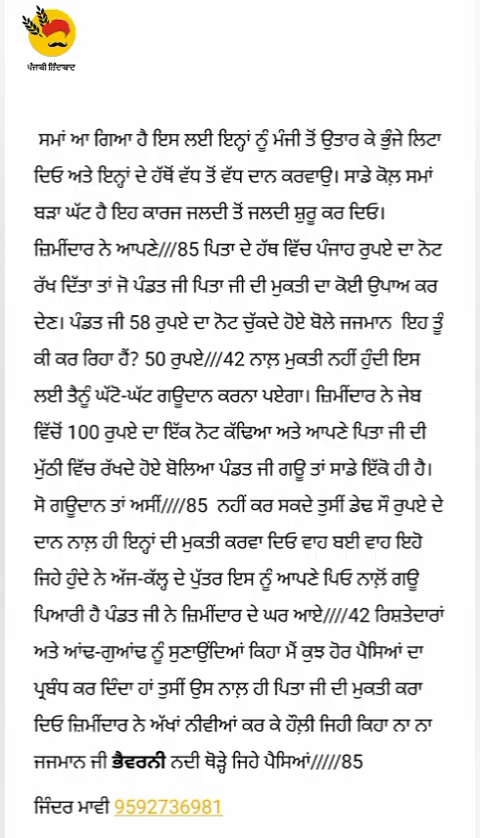 ਪੰਜਾਬੀ ਜ਼ਿੰਦਾਬਾਦ
ਸਮਾਂ ਆ ਗਿਆ ਹੈ ਇਸ ਲਈ ਇਨ੍ਹਾਂ ਨੂੰ ਮੰਜੀ ਤੋਂ ਉਤਾਰ ਕੇ ਭੁੰਜੇ ਲਿਟਾ
ਦਿਓ ਅਤੇ ਇਨ੍ਹਾਂ ਦੇ ਹੱਥੋਂ ਵੱਧ ਤੋਂ ਵੱਧ ਦਾਨ ਕਰਵਾਉ। ਸਾਡੇ ਕੋਲ਼ ਸਮਾਂ
ਬੜਾ ਘੱਟ ਹੈ ਇਹ ਕਾਰਜ ਜਲਦੀ ਤੋਂ ਜਲਦੀ ਸ਼ੁਰੂ ਕਰ ਦਿਓ।
ਜ਼ਿਮੀਂਦਾਰ ਨੇ ਆਪਣੇ///85 ਪਿਤਾ ਦੇ ਹੱਥ ਵਿੱਚ ਪੰਜਾਹ ਰੁਪਏ ਦਾ ਨੋਟ
ਰੱਖ ਦਿੱਤਾ ਤਾਂ ਜੋ ਪੰਡਤ ਜੀ ਪਿਤਾ ਜੀ ਦੀ ਮੁਕਤੀ ਦਾ ਕੋਈ ਉਪਾਅ ਕਰ
ਦੇਣ। ਪੰਡਤ ਜੀ 58 ਰੁਪਏ ਦਾ ਨੋਟ ਚੁੱਕਦੇ ਹੋਏ ਬੋਲੇ ਜਜਮਾਨ ਇਹ ਤੂੰ
ਕੀ ਕਰ ਰਿਹਾ ਹੈਂ? 50 ਰੁਪਏ///42 ਨਾਲ਼ ਮੁਕਤੀ ਨਹੀਂ ਹੁੰਦੀ ਇਸ
ਲਈ ਤੈਨੂੰ ਘੱਟੋ-ਘੱਟ ਗਊਦਾਨ ਕਰਨਾ ਪਏਗਾ। ਜ਼ਿਮੀਂਦਾਰ ਨੇ ਜੇਬ
ਵਿੱਚੋਂ 100 ਰੁਪਏ ਦਾ ਇੱਕ ਨੋਟ ਕੱਢਿਆ ਅਤੇ ਆਪਣੇ ਪਿਤਾ ਜੀ ਦੀ
ਮੁੱਠੀ ਵਿੱਚ ਰੱਖਦੇ ਹੋਏ ਬੋਲਿਆ ਪੰਡਤ ਜੀ ਗਊ ਤਾਂ ਸਾਡੇ ਇੱਕੋ ਹੀ ਹੈ।
ਸੋ ਗਊਦਾਨ ਤਾਂ ਅਸੀਂ////85 ਨਹੀਂ ਕਰ ਸਕਦੇ ਤੁਸੀਂ ਡੇਢ ਸੌ ਰੁਪਏ ਦੇ
ਦਾਨ ਨਾਲ਼ ਹੀ ਇਨ੍ਹਾਂ ਦੀ ਮੁਕਤੀ ਕਰਵਾ ਦਿਓ ਵਾਹ ਬਈ ਵਾਹ ਇਹੋ
ਜਿਹੇ ਹੁੰਦੇ ਨੇ ਅੱਜ-ਕੱਲ੍ਹ ਦੇ ਪੁੱਤਰ ਇਸ ਨੂੰ ਆਪਣੇ ਪਿਓ ਨਾਲ਼ੋਂ ਗਊ
ਪਿਆਰੀ ਹੈ ਪੰਡਤ ਜੀ ਨੇ ਜ਼ਿਮੀਂਦਾਰ ਦੇ ਘਰ ਆਏ////42 ਰਿਸ਼ਤੇਦਾਰਾਂ
ਅਤੇ ਆਂਢ-ਗੁਆਂਢ ਨੂੰ ਸੁਣਾਉਂਦਿਆਂ ਕਿਹਾ ਮੈਂ ਕੁਝ ਹੋਰ ਪੈਸਿਆਂ ਦਾ
ਪ੍ਰਬੰਧ ਕਰ ਦਿੰਦਾ ਹਾਂ ਤੁਸੀਂ ਉਸ ਨਾਲ਼ ਹੀ ਪਿਤਾ ਜੀ ਦੀ ਮੁਕਤੀ ਕਰਾ
ਦਿਓ ਜ਼ਿਮੀਂਦਾਰ ਨੇ ਅੱਖਾਂ ਨੀਵੀਆਂ ਕਰ ਕੇ ਹੌਲ਼ੀ ਜਿਹੀ ਕਿਹਾ ਨਾ ਨਾ
ਜਜਮਾਨ ਜੀ ਭੈਵਰਨੀ ਨਦੀ ਥੋੜ੍ਹੇ ਜਿਹੇ ਪੈਸਿਆਂ/////85
ਜਿੰਦਰ ਮਾਵੀ 9592736981